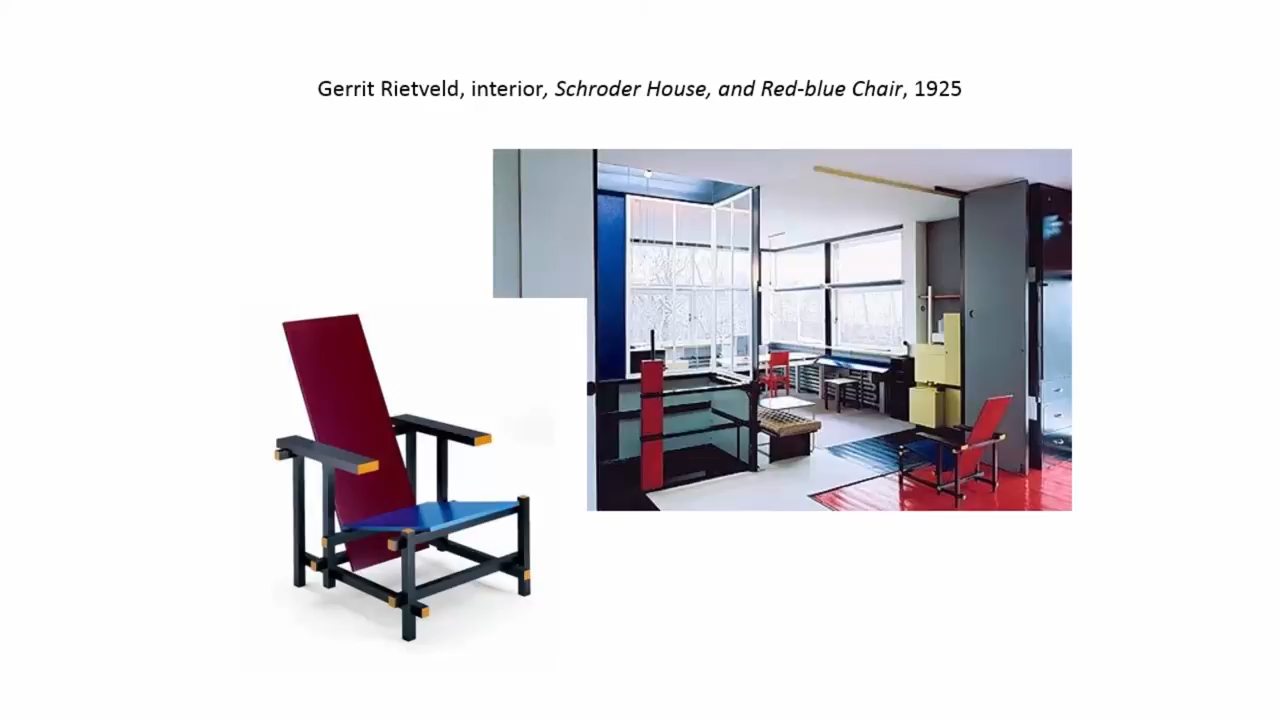 Gerrit Rietveld, interior, Schroder House, and Red-blue Chair, 1925